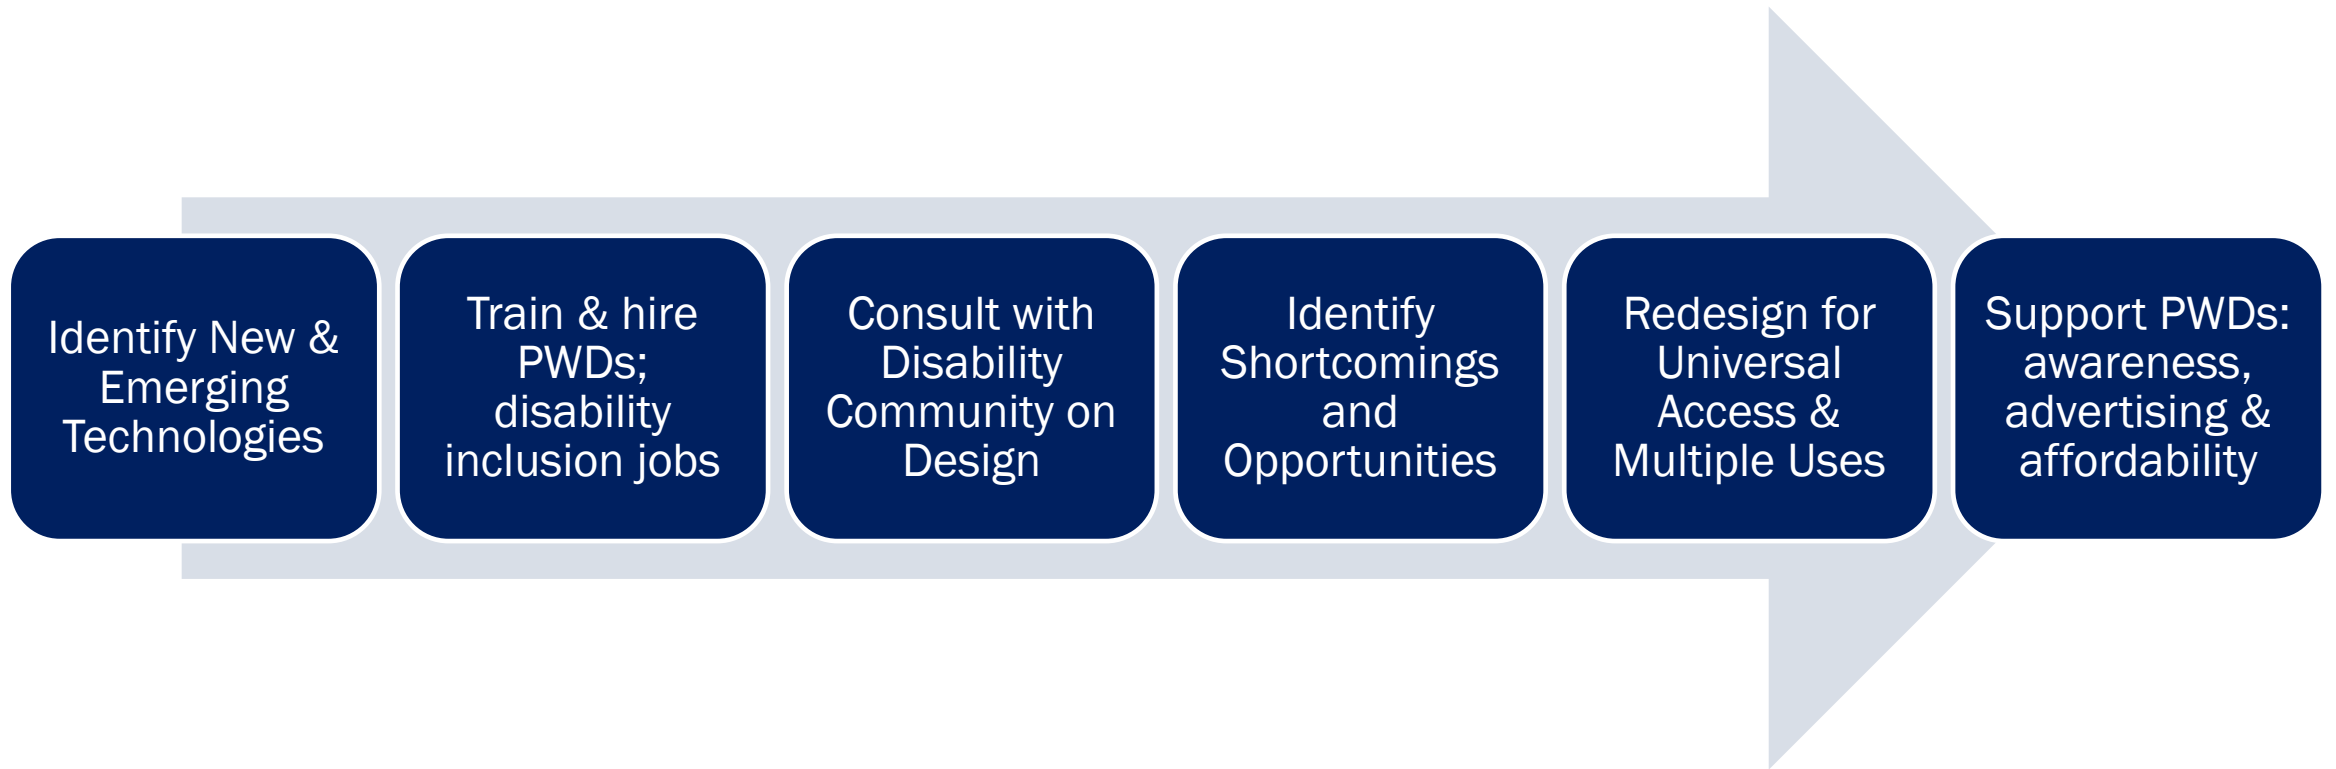 Identify New &
Emerging
Technologies
Train & hire
PWDs;
disability
inclusion jobs
Consult with
Disability
Community on
Design
Identify
Shortcomings
and
Opportunities
Redesign for
Universal
Access &
Multiple Uses
Support PWDs:
awareness,
advertising &
affordability